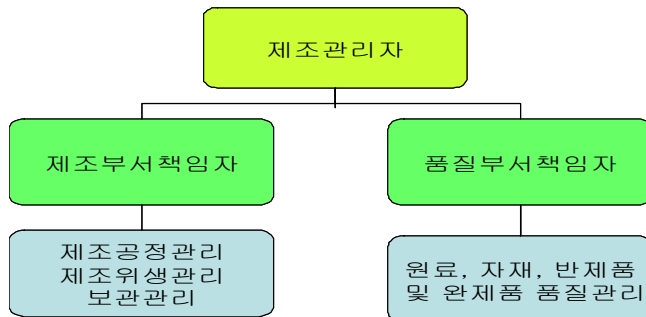 제조관리자
제조부서책임자
품질부서책임자
제조공정관리
제조위생관리
보관관리
원료, 자재, 반제품
및 완제품 품질관리